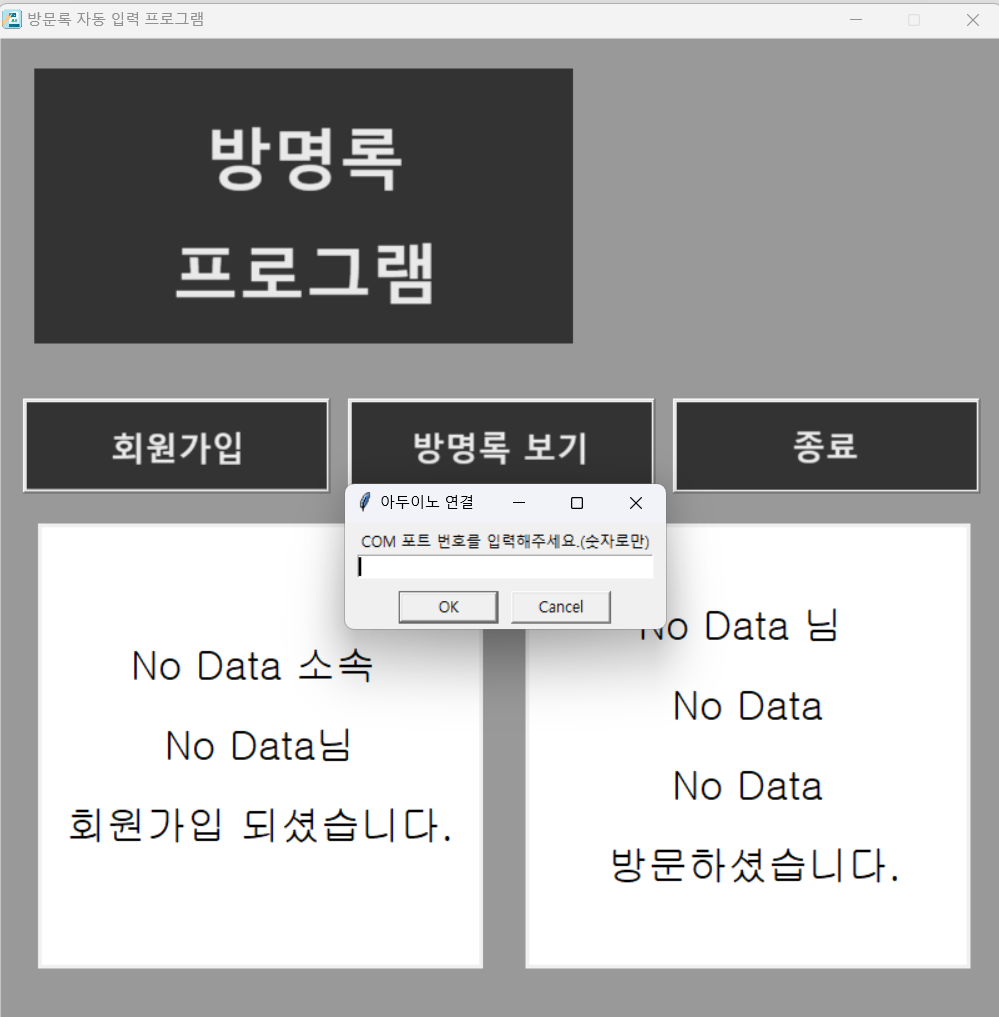 방문록 자동 입력 프로그램
방명록
프로그램
회원가입
방명록 보기
종료
아두이노 연결
COM 포트 번호를 입력해주세요.(숫자로만)
OK
Cancel
No Data 소속
No Data님
회원가입 되셨습니다.
No Data 님
No Data
No Data
방문하셨습니다.